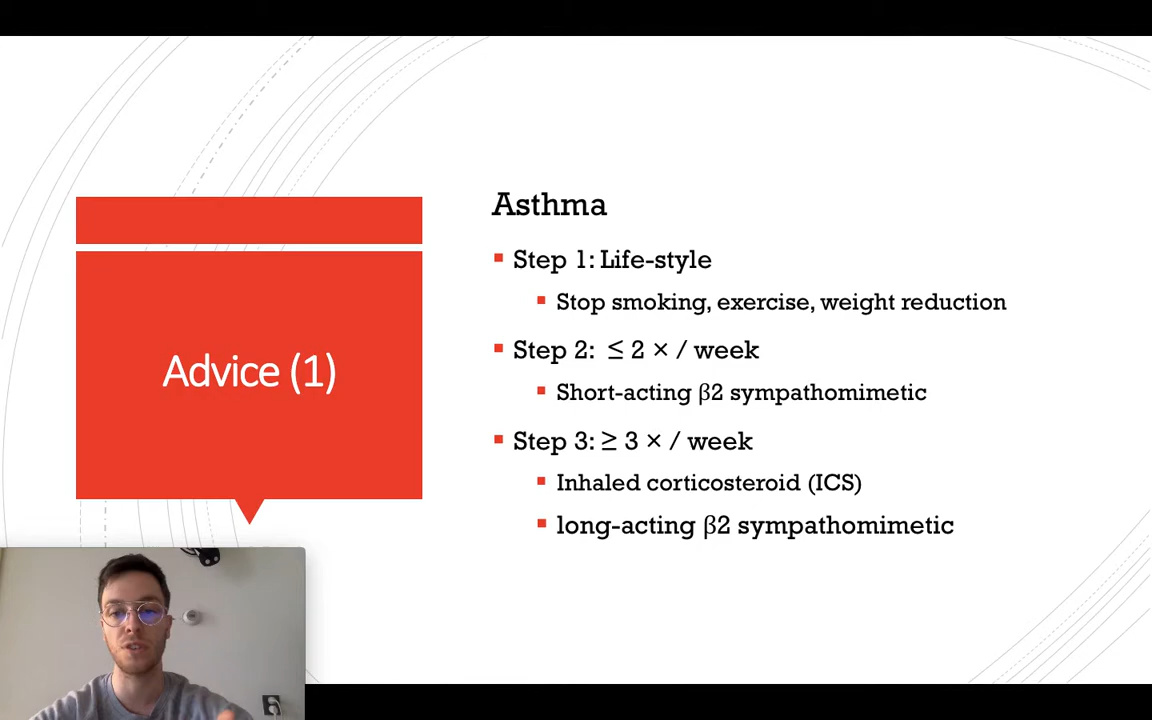 Advice (1)
Asthma
Step 1: Life-style
Stop smoking, exercise, weight reduction
Step 2: ≤ 2 × / week
Short-acting β2 sympathomimetic
Step 3: ≥ 3 × / week
Inhaled corticosteroid (ICS)
long-acting β2 sympathomimetic